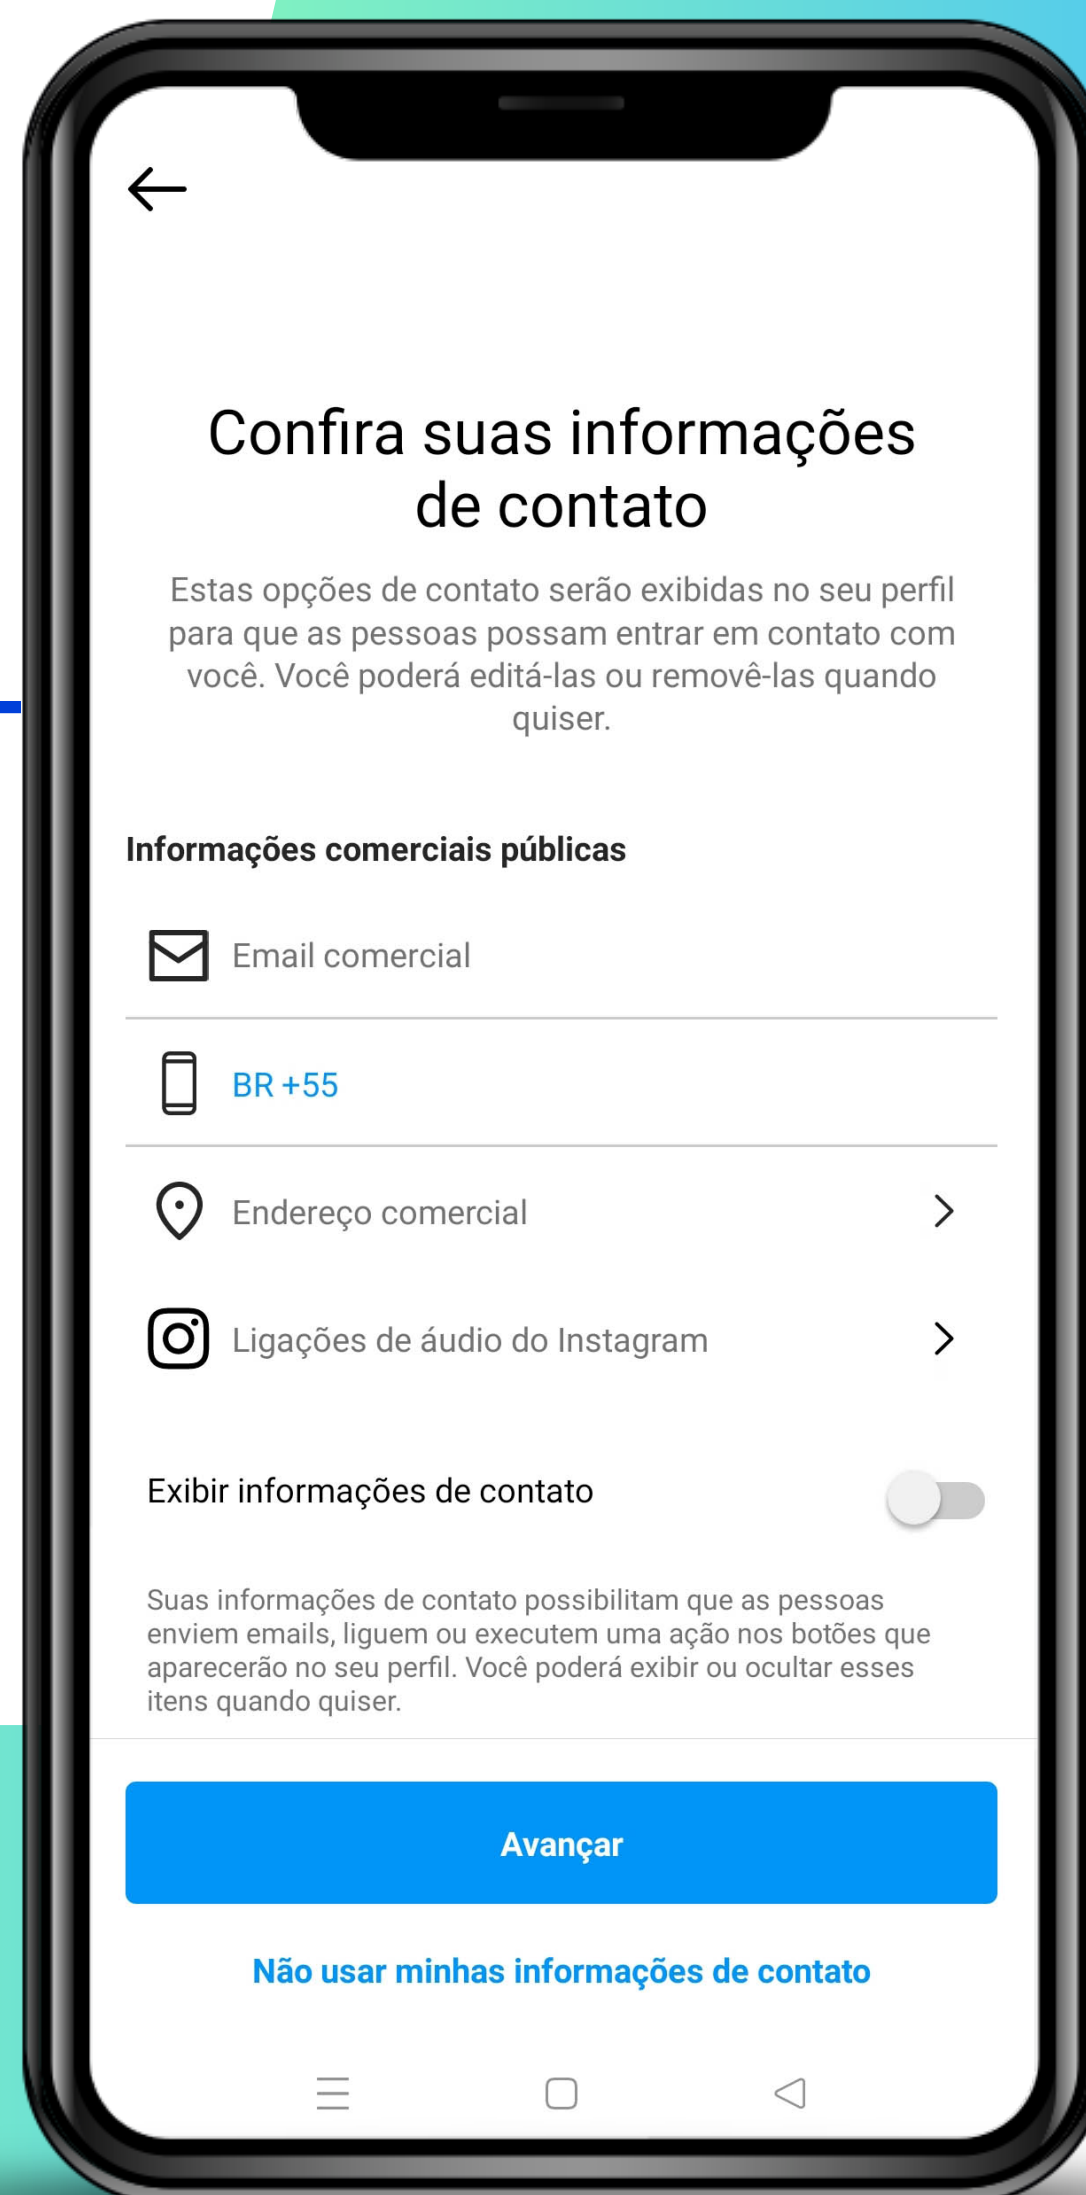 Confira suas informações
de contato
Estas opções de contato serão exibidas no seu perfil
para que as pessoas possam entrar em contato com
você. Você poderá editá-las ou removê-las quando
quiser.
Informações comerciais públicas
Email comercial
BR +55
Endereço comercial
Ligações de áudio do Instagram
Exibir informações de contato
Suas informações de contato possibilitam que as pessoas
enviem emails, liguem ou executem uma ação nos botões que
aparecerão no seu perfil. Você poderá exibir ou ocultar esses
itens quando quiser.
Avançar
Não usar minhas informações de contato